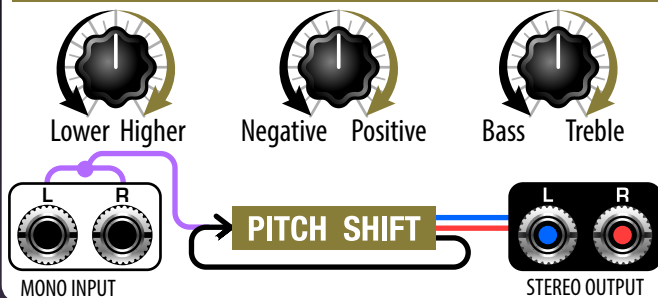 Lower Higher Negative Positive Bass Treble
L R PITCH SHIFT L R
MONO INPUT STEREO OUTPUT